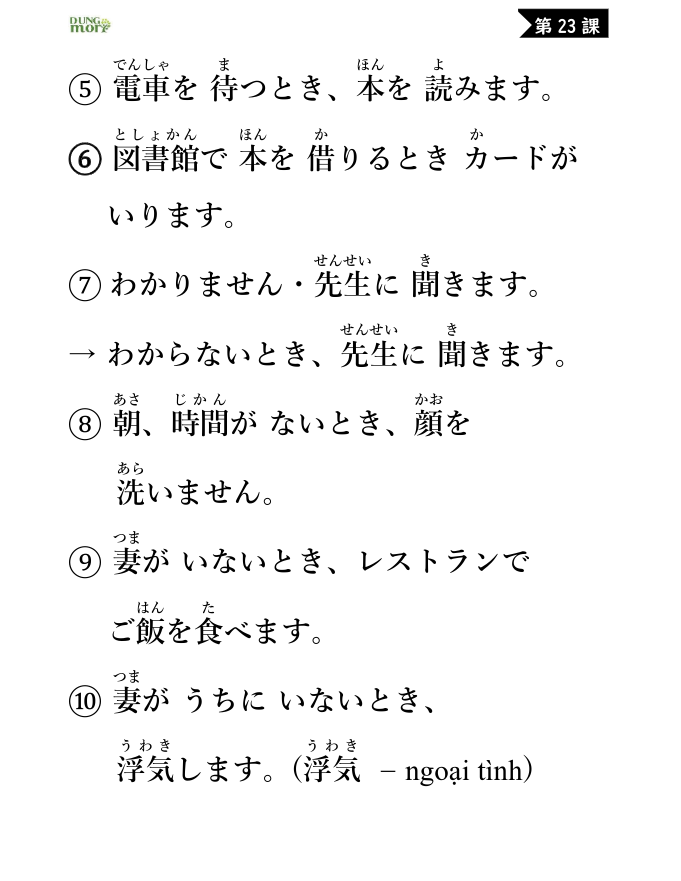 DUNG mori
第 23 課
でんしゃ ま ほん よ
⑤ 電車を 待つとき、本を 読みます。
としょかん ほん か か
⑥ 図書館で 本を 借りるとき カードが
いります。
せんせい き
⑦ わかりません・先生に 聞きます。
せんせい き
→ わからないとき、先生に 聞きます。
あさ じかん かお
⑧ 朝、時間が ないとき、顔を
あら
洗いません。
つま
⑨ 妻が いないとき、レストランで
はん た
ご飯を食べます。
つま
⑩ 妻が うちに いないとき、
うわき うわき
浮気します。(浮気 – ngoại tình)